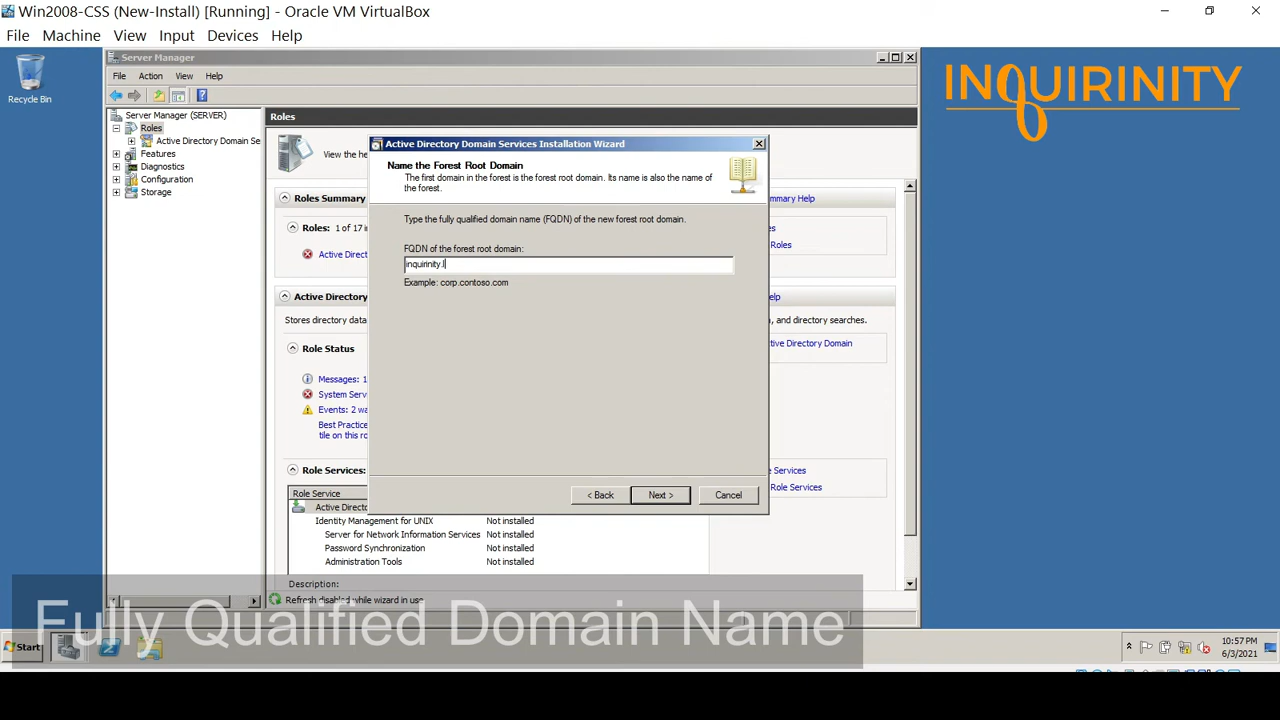 Win2008-CSS (New-Install) [Running] - Oracle VM VirtualBox
File Machine View Input Devices Help
Recycle Bin
INQUIRINITY
Server Manager
File Action View Help
Server Manager (SERVER)
Roles
Active Directory Domain Se
Features
Diagnostics
Configuration
Storage
Roles
View the he
Roles Summary
mmary Help
Roles: 1 of 17 in
Roles
Active Direct
Active Directory
Help
Stores directory data
, and directory searches.
Role Status
tive Directory Domain
Messages: 1
System Serv
Events: 2 wa
Best Practic
tile on this ro
Role Services:
Services
Role Services
Role Service
Active Directo
Identity Management for UNIX Not installed
Server for Network Information Services Not installed
Password Synchronization Not installed
Administration Tools Not installed
Description:
Refresh disabled while wizard in use
Active Directory Domain Services Installation Wizard
Name the Forest Root Domain
The first domain in the forest is the forest root domain. Its name is also the name of
the forest.
Type the fully qualified domain name (FQDN) of the new forest root domain.
FQDN of the forest root domain:
inquirinity.l
Example: corp.contoso.com
< Back Next > Cancel
Fully Qualified Domain Name
Start
10:57 PM
6/3/2021